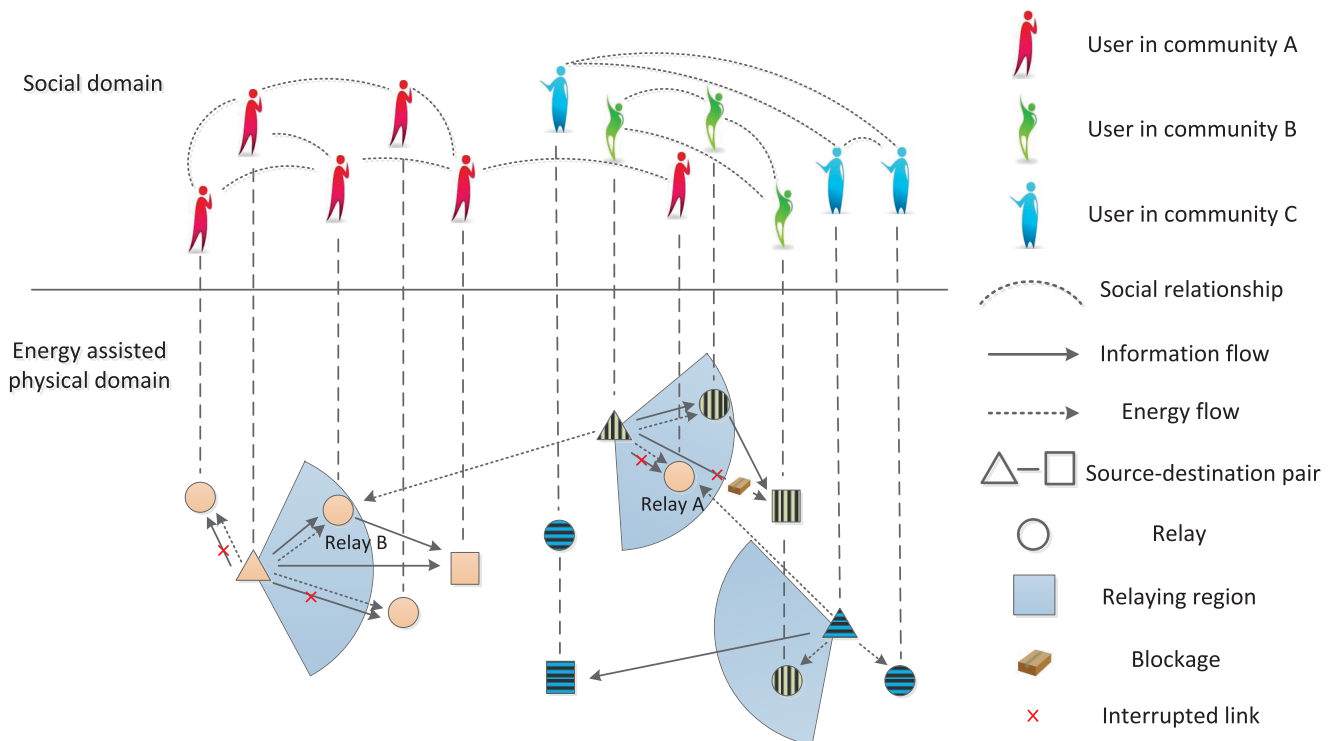 Social domain
Energy assisted
physical domain
Relay A
Relay B
User in community A
User in community B
User in community C
Social relationship
Information flow
Energy flow
Source-destination pair
Relay
Relaying region
Blockage
Interrupted link